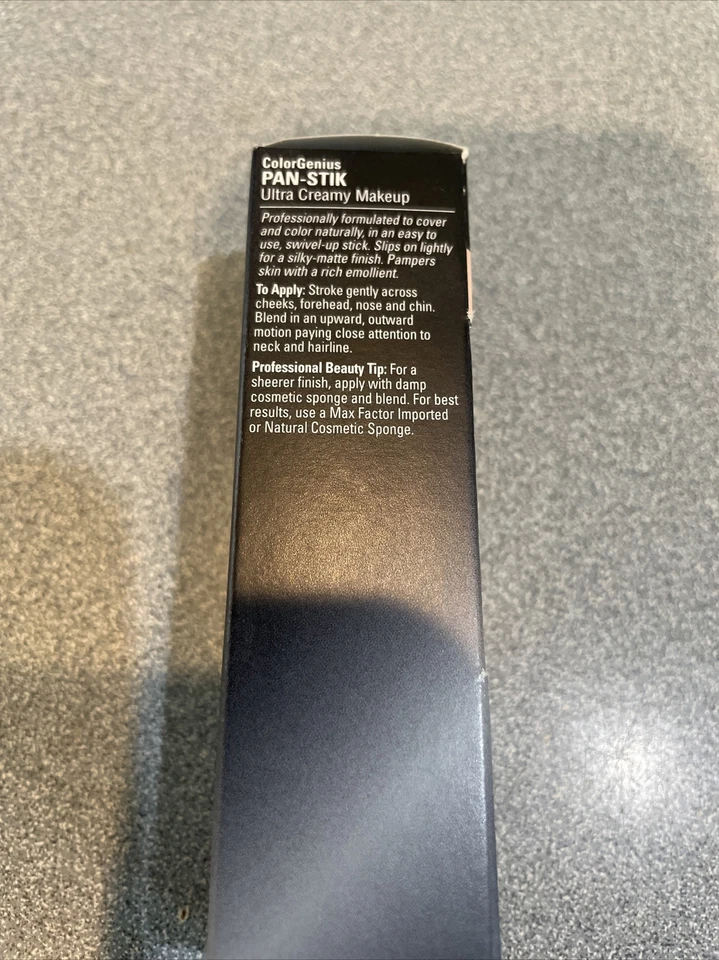 ColorGenius
PAN-STIK
Ultra Creamy Makeup
Professionally formulated to cover
and color naturally, in an easy to
use, swivel-up stick. Slips on lightly
for a silky-matte finish. Pampers
skin with a rich emollient.
To Apply: Stroke gently across
cheeks, forehead, nose and chin.
Blend in an upward, outward
motion paying close attention to
neck and hairline.
Professional Beauty Tip: For a
sheerer finish, apply with damp
cosmetic sponge and blend. For best
results, use a Max Factor Imported
or Natural Cosmetic Sponge.